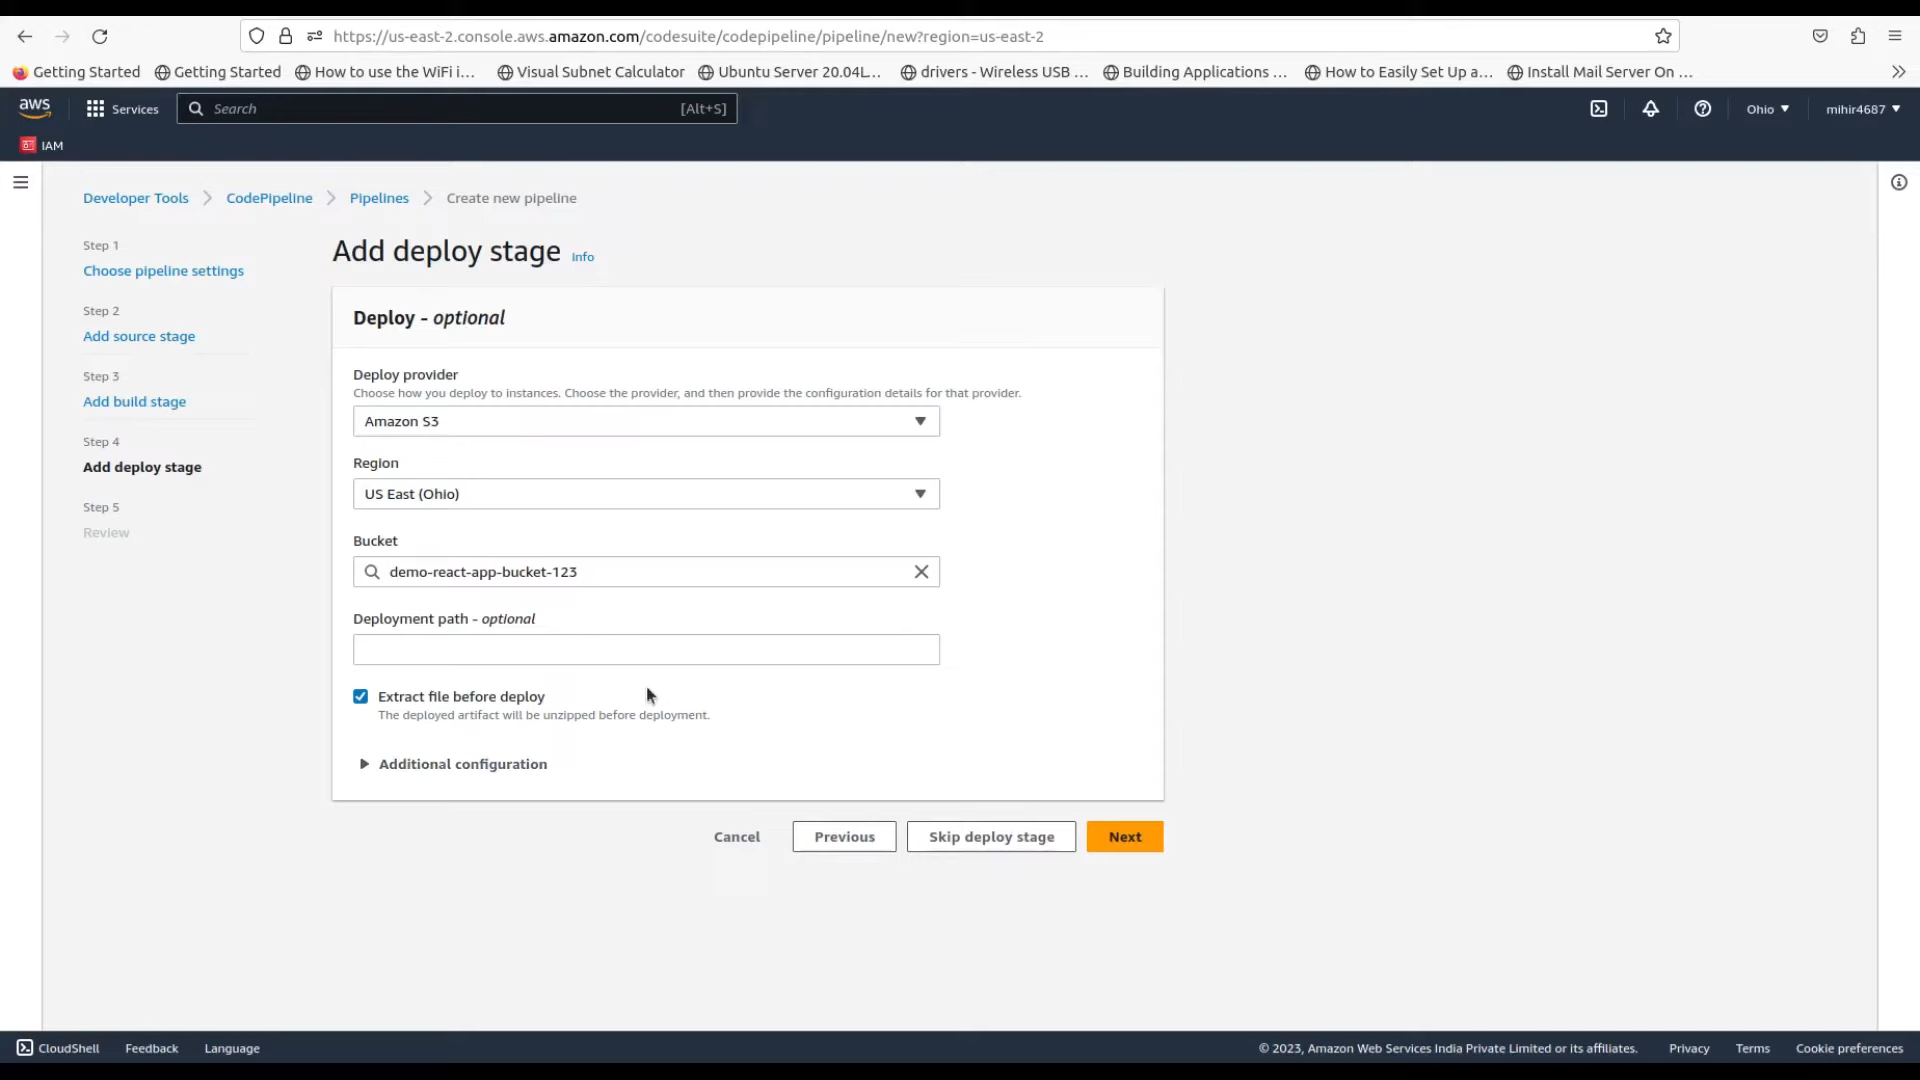 https://us-east-2.console.aws.amazon.com/codesuite/codepipeline/pipeline/new?region=us-east-2
Getting Started Getting Started How to use the WiFi i... Visual Subnet Calculator Ubuntu Server 20.04L... drivers - Wireless USB ... Building Applications ... How to Easily Set Up a... Install Mail Server On ...
aws Services Search [Alt+S] Ohio mihir4687
IAM
Developer Tools CodePipeline Pipelines Create new pipeline
Step 1
Choose pipeline settings
Step 2
Add source stage
Step 3
Add build stage
Step 4
Add deploy stage
Step 5
Review
Add deploy stage Info
Deploy - optional
Deploy provider
Choose how you deploy to instances. Choose the provider, and then provide the configuration details for that provider.
Amazon S3
Region
US East (Ohio)
Bucket
demo-react-app-bucket-123
Deployment path - optional
Extract file before deploy
The deployed artifact will be unzipped before deployment.
Additional configuration
Cancel Previous Skip deploy stage Next
CloudShell Feedback Language © 2023, Amazon Web Services India Private Limited or its affiliates. Privacy Terms Cookie preferences